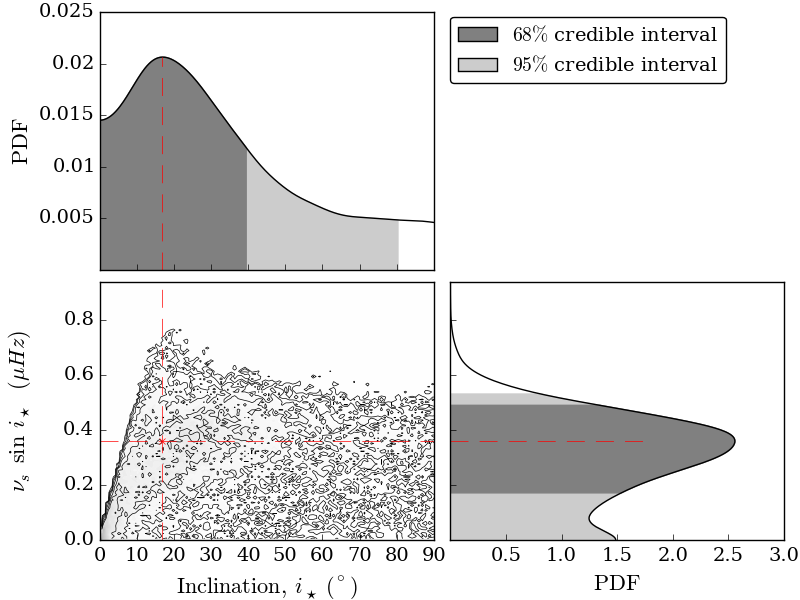 0.025
0.02
0.015
0.01
0.005
PDF
68% credible interval
95% credible interval
0.8
0.6
0.4
0.2
0.0
ν_s sin i_⋆ (μHz)
0 10 20 30 40 50 60 70 80 90
Inclination, i_⋆ (°)
0.5 1.0 1.5 2.0 2.5 3.0
PDF